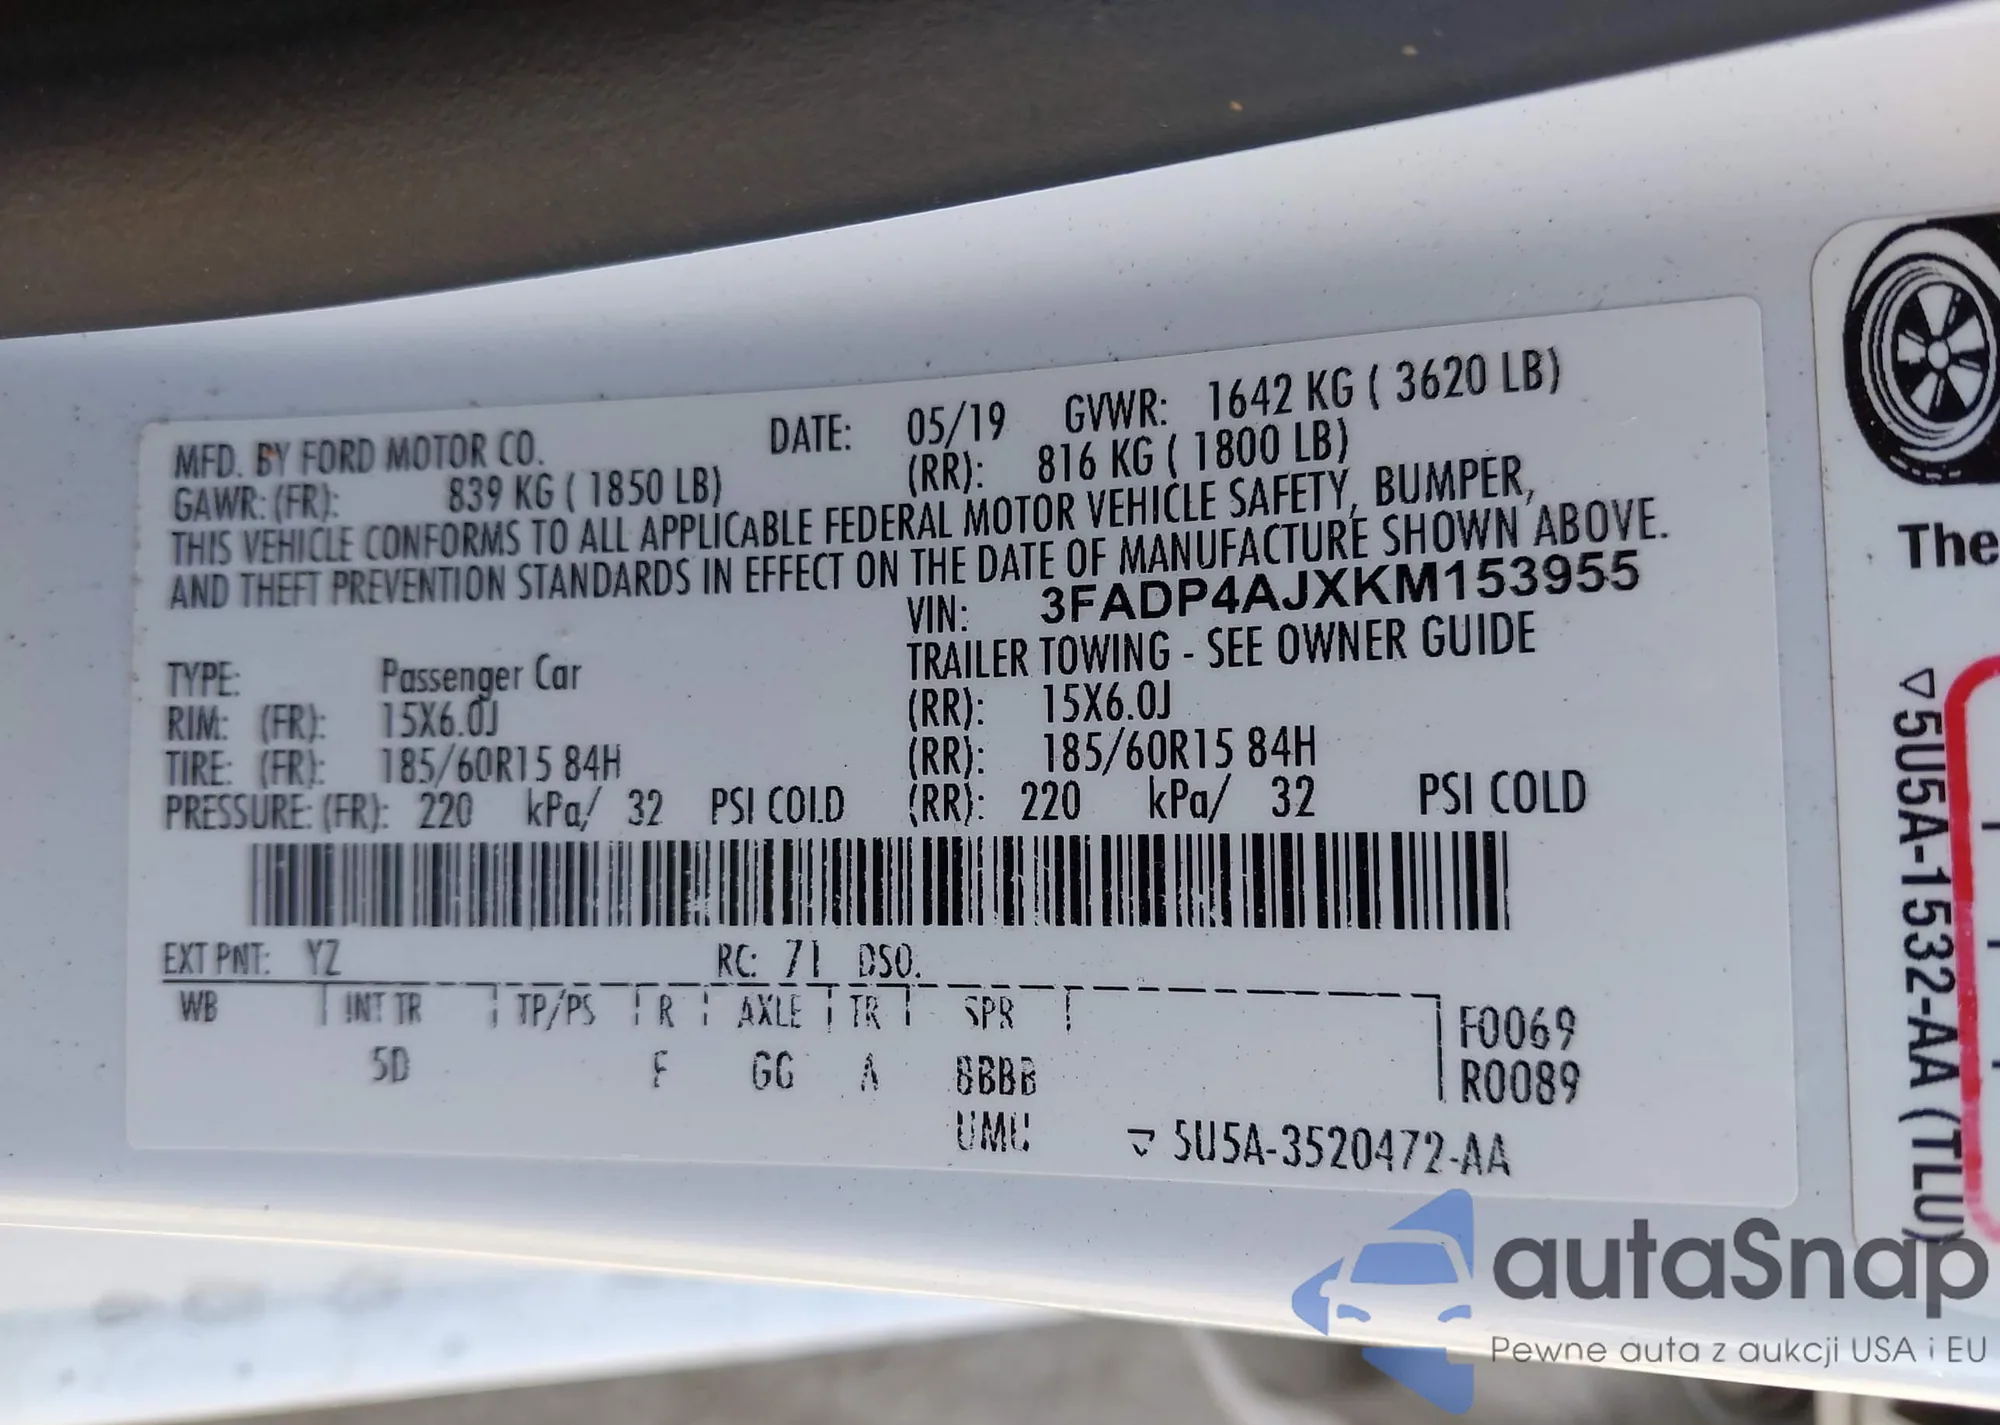 MFD. BY FORD MOTOR CO. DATE: 05/19 GVWR: 1642 KG ( 3620 LB)
GAWR: (FR): 839 KG ( 1850 LB) (RR): 816 KG ( 1800 LB)
THIS VEHICLE CONFORMS TO ALL APPLICABLE FEDERAL MOTOR VEHICLE SAFETY, BUMPER,
AND THEFT PREVENTION STANDARDS IN EFFECT ON THE DATE OF MANUFACTURE SHOWN ABOVE.
VIN: 3FADP4AJXKM153955
TYPE: Passenger Car TRAILER TOWING - SEE OWNER GUIDE
RIM: (FR): 15X6.0J (RR): 15X6.0J
TIRE: (FR): 185/60R15 84H (RR): 185/60R15 84H
PRESSURE: (FR): 220 kPa/ 32 PSI COLD (RR): 220 kPa/ 32 PSI COLD
EXT PNT: YZ RC: 71 DSO.
WB INT TR TP/PS R AXLE TR SPR F0069
5D F GG A BBBB R0089
UMC ▽ 5U5A-3520472-AA
The
▽5U5A-1532-AA (TLU)
autaSnap
Pewne auta z aukcji USA i EU